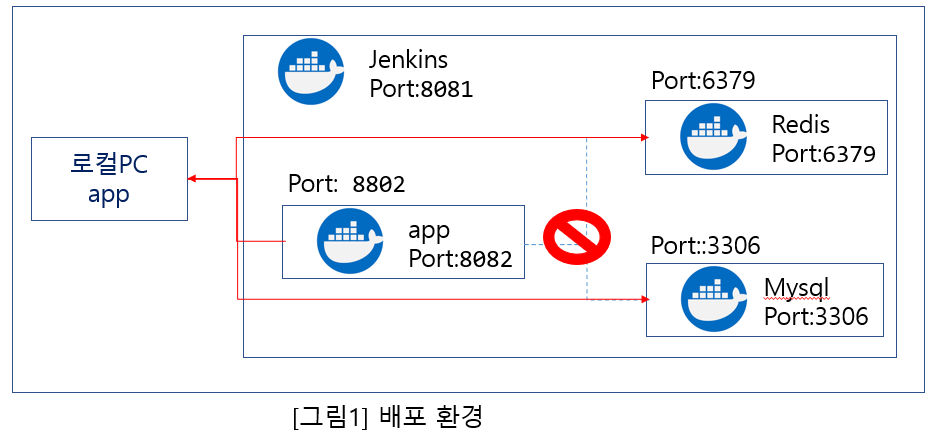 Jenkins
Port:8081
Port:6379
Redis
Port:6379
로컬PC
app
Port: 8802
app
Port:8082
Port::3306
Mysql
Port:3306
[그림1] 배포 환경